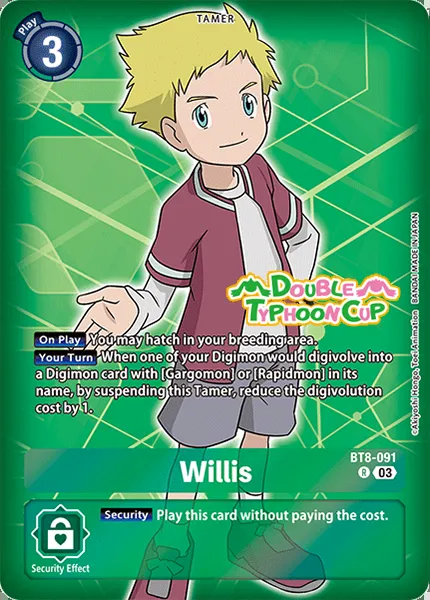 TAMER
Play
3
DOUBLE
TYPHOON CUP
On Play You may hatch in your breeding area.
Your Turn When one of your Digimon would digivolve into
a Digimon card with [Gargomon] or [Rapidmon] in its
name, by suspending this Tamer, reduce the digivolution
cost by 1.
©Akiyoshi Hongo, Toei Animation BANDAI MADE IN JAPAN
BT8-091
Willis
R 03
Security Play this card without paying the cost.
Security Effect